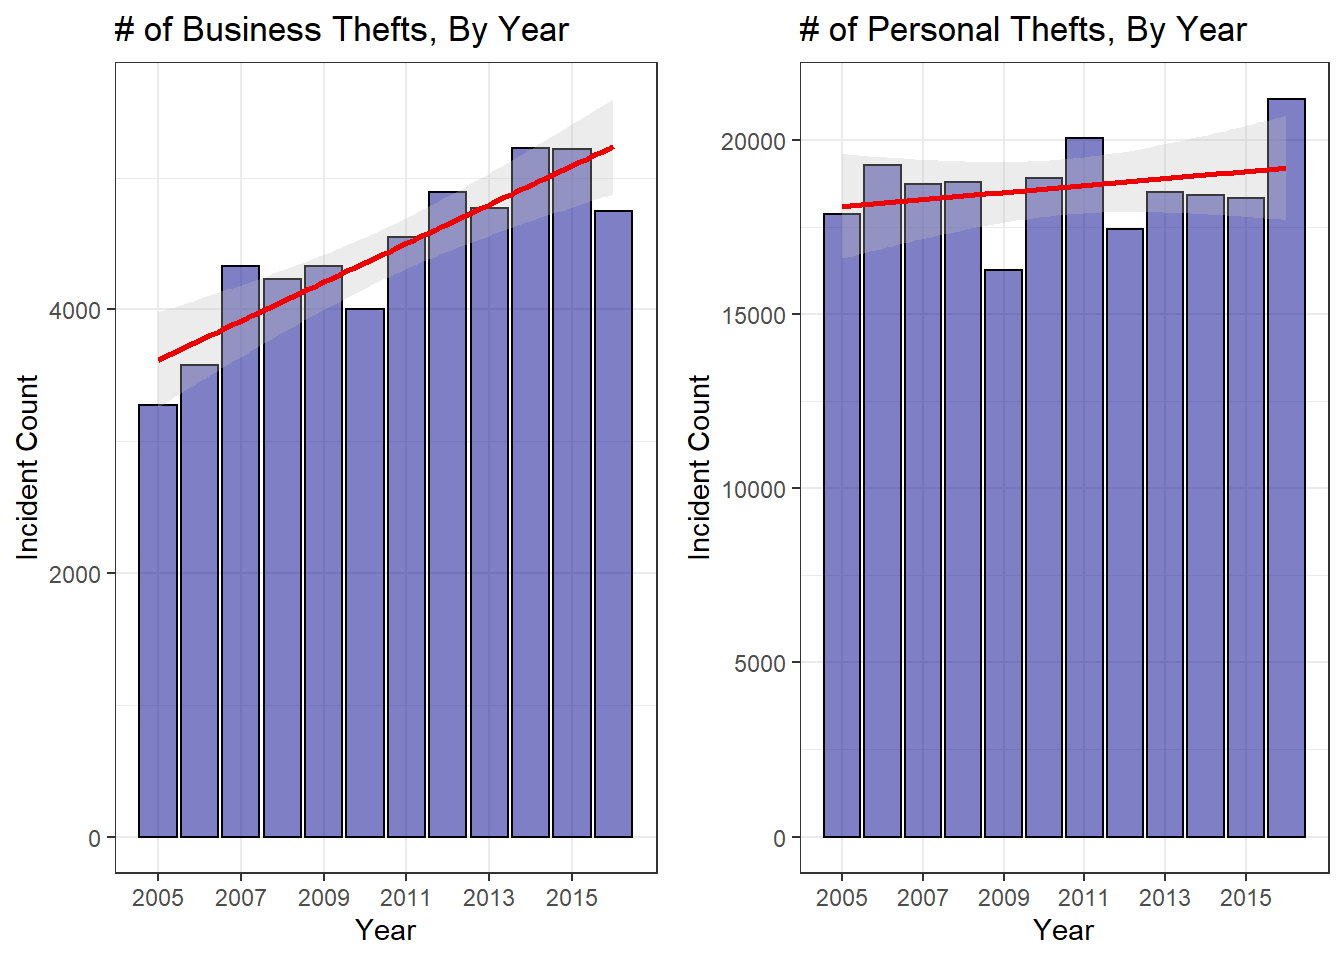 # of Business Thefts, By Year
Incident Count
4000
2000
0
2005 2007 2009 2011 2013 2015
Year
# of Personal Thefts, By Year
Incident Count
20000
15000
10000
5000
0
2005 2007 2009 2011 2013 2015
Year